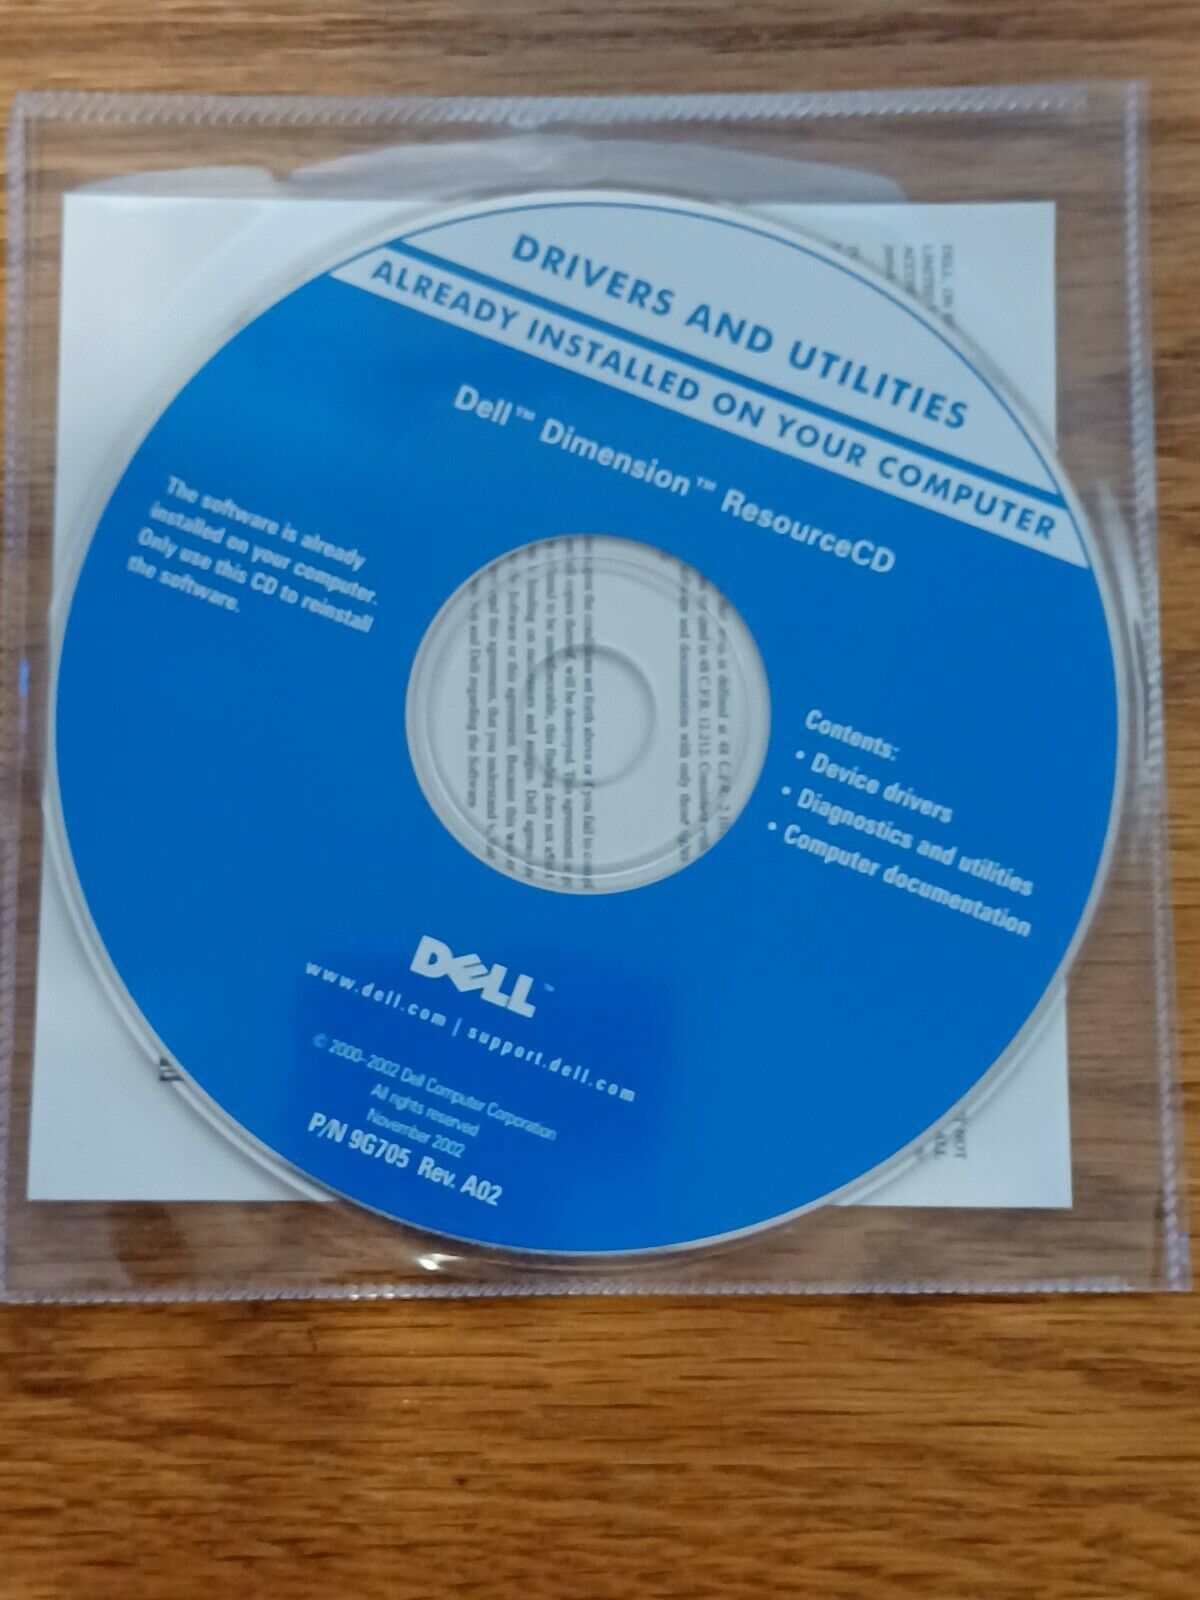 DRIVERS AND UTILITIES
ALREADY INSTALLED ON YOUR COMPUTER
Dell™ Dimension™ ResourceCD
The software is already
installed on your computer.
Only use this CD to reinstall
the software.
Contents:
• Device drivers
• Diagnostics and utilities
• Computer documentation
DELL™
www.dell.com | support.dell.com
© 2000-2002 Dell Computer Corporation
All rights reserved
November 2002
P/N 9G705 Rev. A02